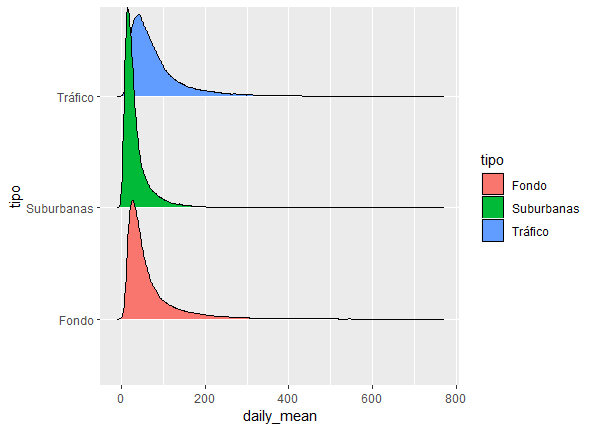 Tráfico
Suburbanas
Fondo
tipo
0 200 400 600 800
daily_mean
tipo
Fondo
Suburbanas
Tráfico